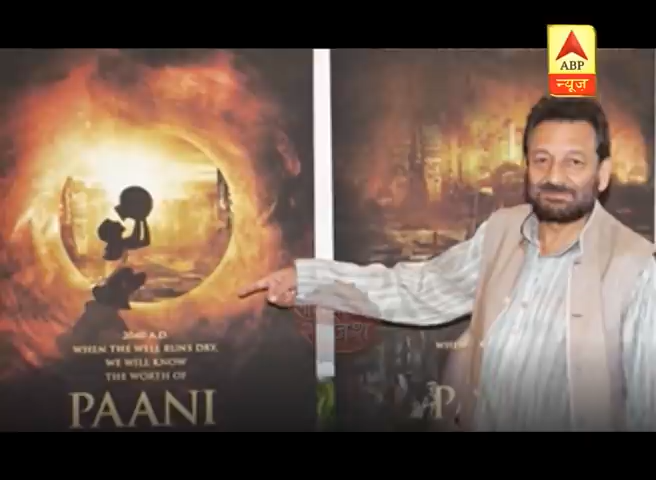 ABP
न्यूज़
2040 A.D.
WHEN THE WELL RUNS DRY,
WE WILL KNOW
THE WORTH OF
PAANI